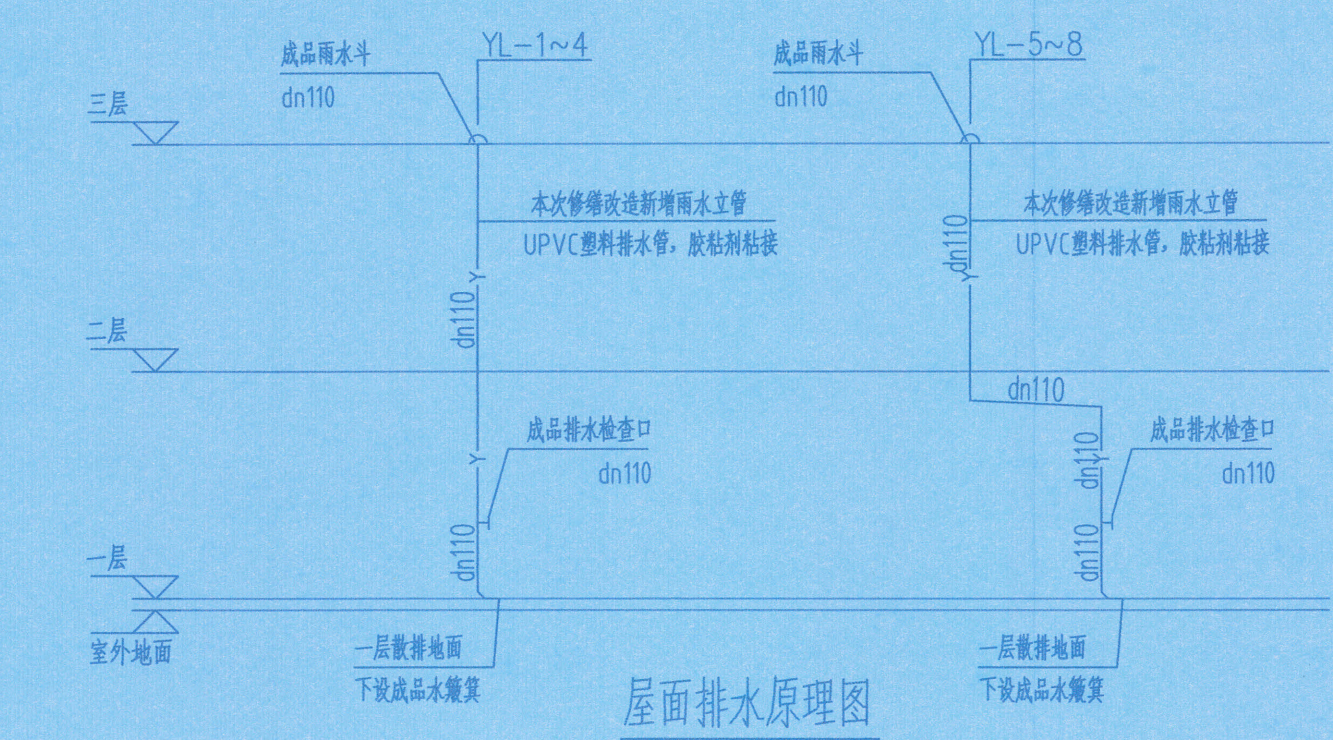 成品雨水斗
dn110
YL-1~4
成品雨水斗
dn110
YL-5~8
三层
本次修缮改造新增雨水立管
UPVC塑料排水管，胶粘剂粘接
本次修缮改造新增雨水立管
UPVC塑料排水管，胶粘剂粘接
dn110
Y
Y
dn110
二层
dn110
成品排水检查口
dn110
成品排水检查口
dn110
Y
dn110
Y
dn110
dn110
一层
室外地面
一层散排地面
下设成品水簸箕
一层散排地面
下设成品水簸箕
屋面排水原理图